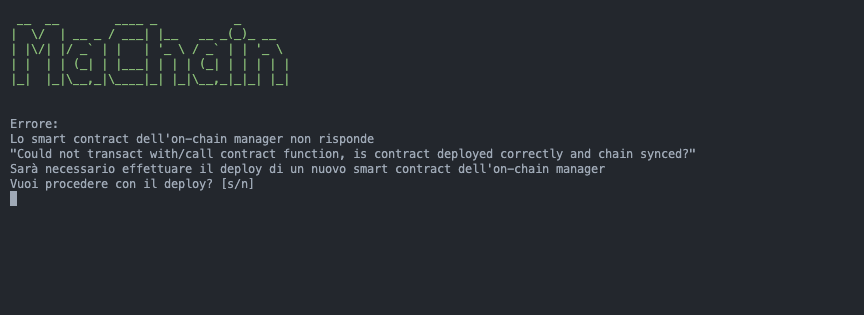 MaChain
Errore:
Lo smart contract dell'on-chain manager non risponde
"Could not transact with/call contract function, is contract deployed correctly and chain synced?"
Sarà necessario effettuare il deploy di un nuovo smart contract dell'on-chain manager
Vuoi procedere con il deploy? [s/n]